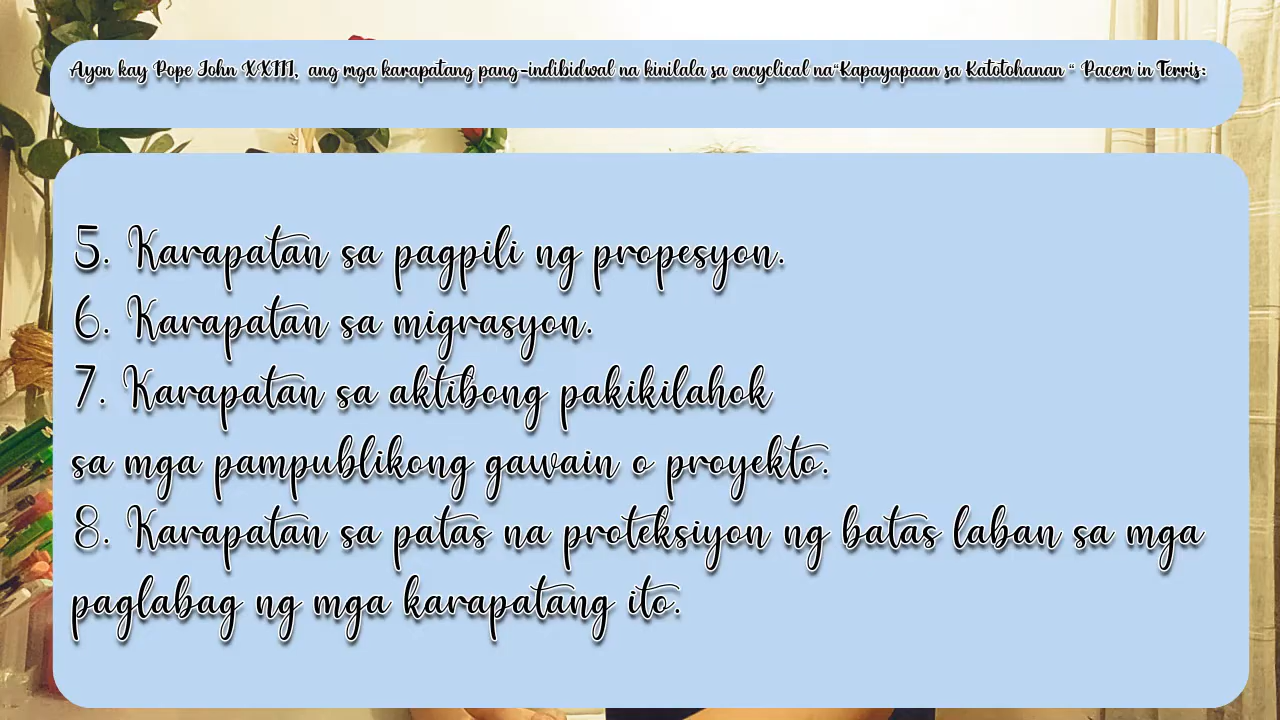 Ayon kay Pope John XXIII, ang mga karapatang pang-indibidwal na kinilala sa encyclical na“Kapayapaan sa Katotohanan “ Pacem in Terris:
5. Karapatan sa pagpili ng propesyon.
6. Karapatan sa migrasyon.
7. Karapatan sa aktibong pakikilahok
sa mga pampublikong gawain o proyekto.
8. Karapatan sa patas na proteksiyon ng batas laban sa mga
paglabag ng mga karapatang ito.